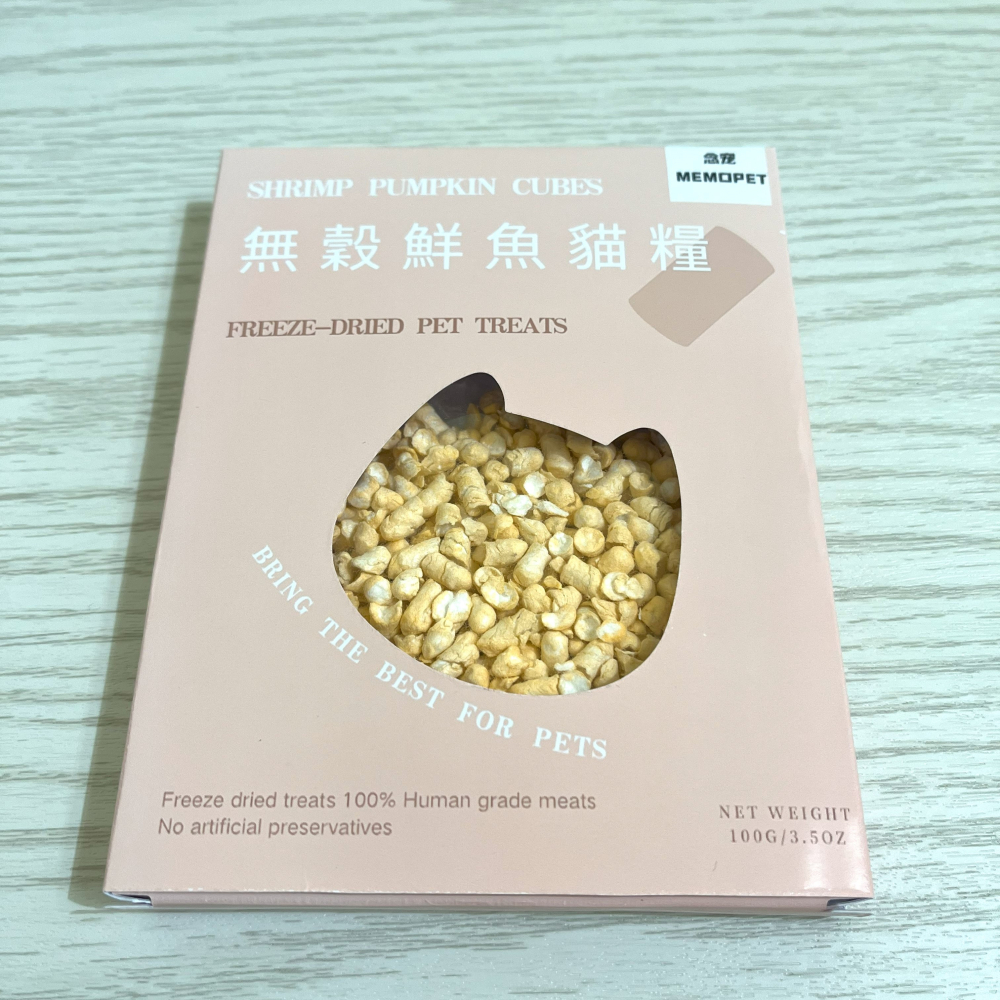 念宠
MEMOPET
SHRIMP PUMPKIN CUBES
無穀鮮魚貓糧
FREEZE-DRIED PET TREATS
BRING THE BEST FOR PETS
Freeze dried treats 100% Human grade meats
No artificial preservatives
NET WEIGHT
100G/3.5OZ